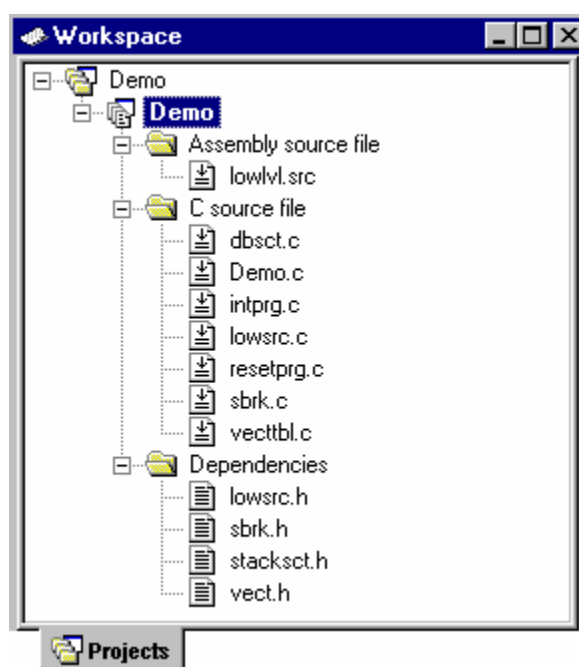 Workspace
Demo
Demo
Assembly source file
lowlvl.src
C source file
dbsct.c
Demo.c
intprg.c
lowsrc.c
resetprg.c
sbrk.c
vecttbl.c
Dependencies
lowsrc.h
sbrk.h
stacksct.h
vect.h
Projects